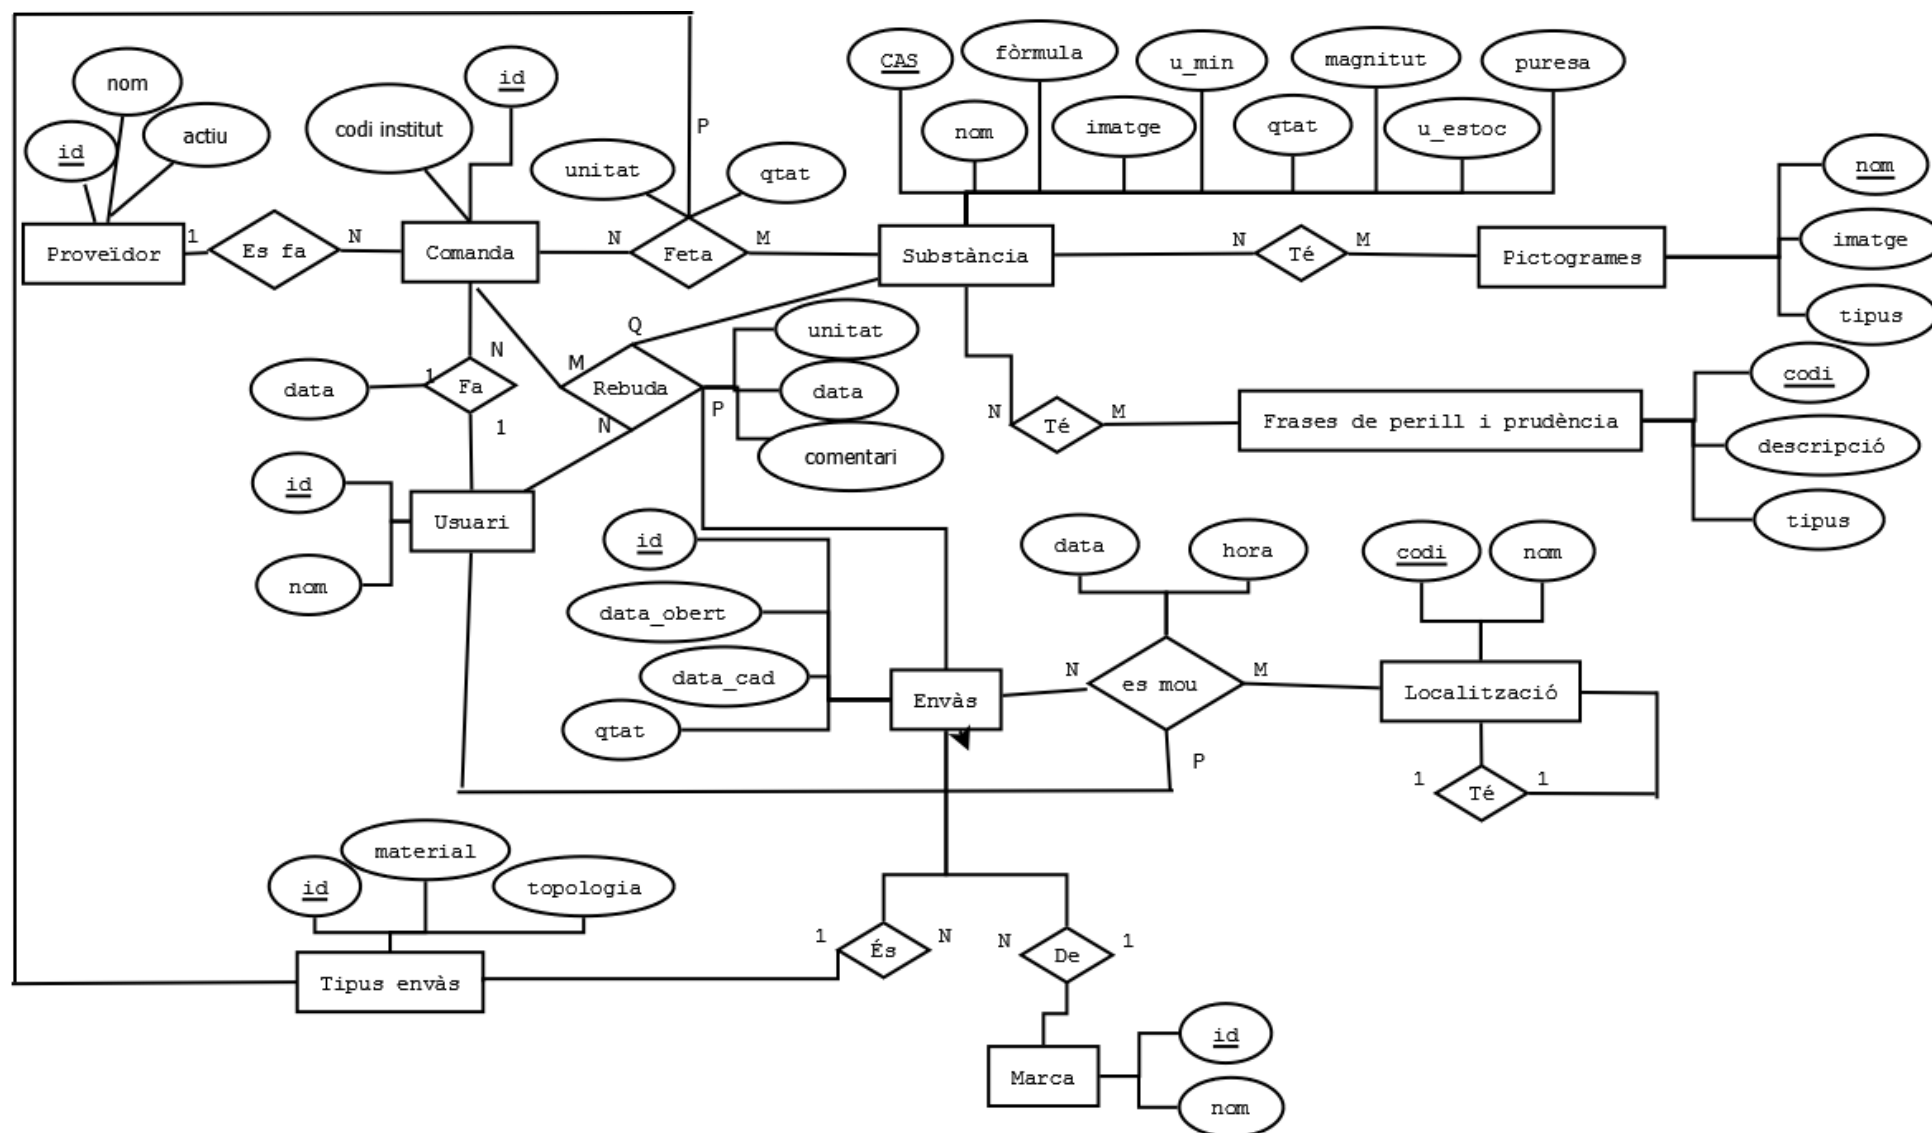 CAS
fòrmula
u_min
magnitut
puresa
nom
id
nom
imatge
qtat
u_estoc
id
actiu
codi institut
P
unitat
qtat
nom
Proveïdor
1
Es fa
N
Comanda
N
Feta
M
Substància
N
Té
M
Pictogrames
imatge
tipus
Q
unitat
N
M
data
1
Fa
Rebuda
data
P
N
comentari
1
N
Té
M
Frases de perill i prudència
codi
descripció
tipus
id
Usuari
nom
id
data_obert
data_cad
qtat
data
hora
codi
nom
Envàs
N
es mou
M
P
Localització
1
Té
1
id
material
topologia
Tipus envàs
1
És
N
N
De
1
Marca
id
nom